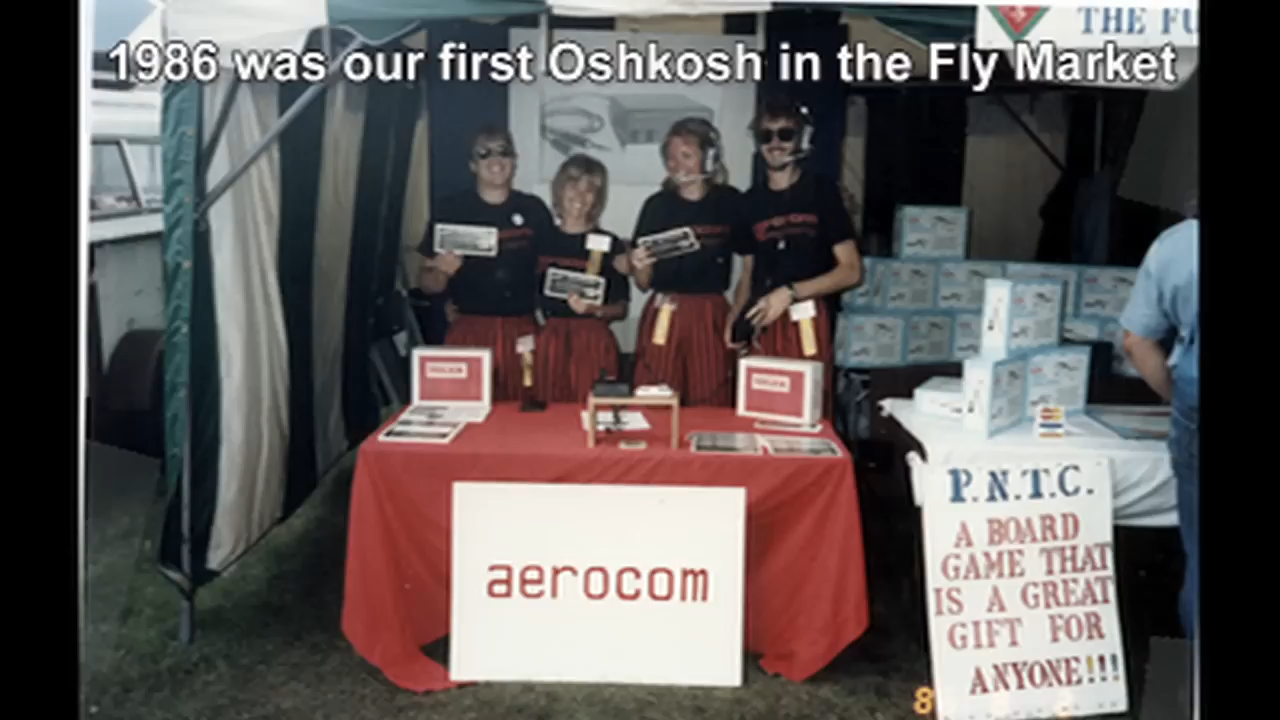 THE FU
1986 was our first Oshkosh in the Fly Market
aerocom
P.N.T.C.
A BOARD
GAME THAT
IS A GREAT
GIFT FOR
ANYONE!!!
8